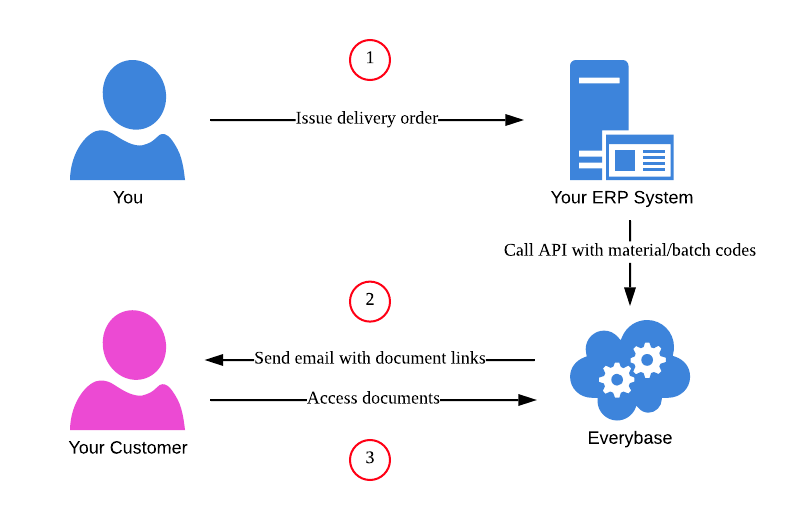 1
Issue delivery order
You
Your ERP System
Call API with material/batch codes
2
Send email with document links
Access documents
Your Customer
Everybase
3